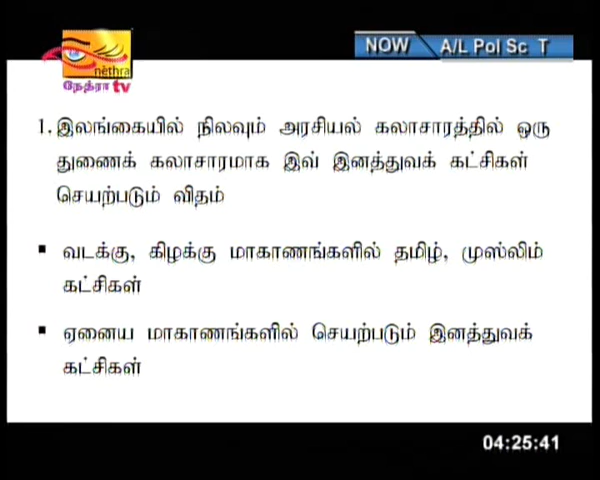 NOW A/L Pol Sc T
nethra
நேத்ரா tv
1. இலங்கையில் நிலவும் அரசியல் கலாசாரத்தில் ஒரு
துணைக் கலாசாரமாக இவ் இனத்துவக் கட்சிகள்
செயற்படும் விதம்
▪ வடக்கு, கிழக்கு மாகாணங்களில் தமிழ், முஸ்லிம்
கட்சிகள்
▪ ஏனைய மாகாணங்களில் செயற்படும் இனத்துவக்
கட்சிகள்
04:25:41